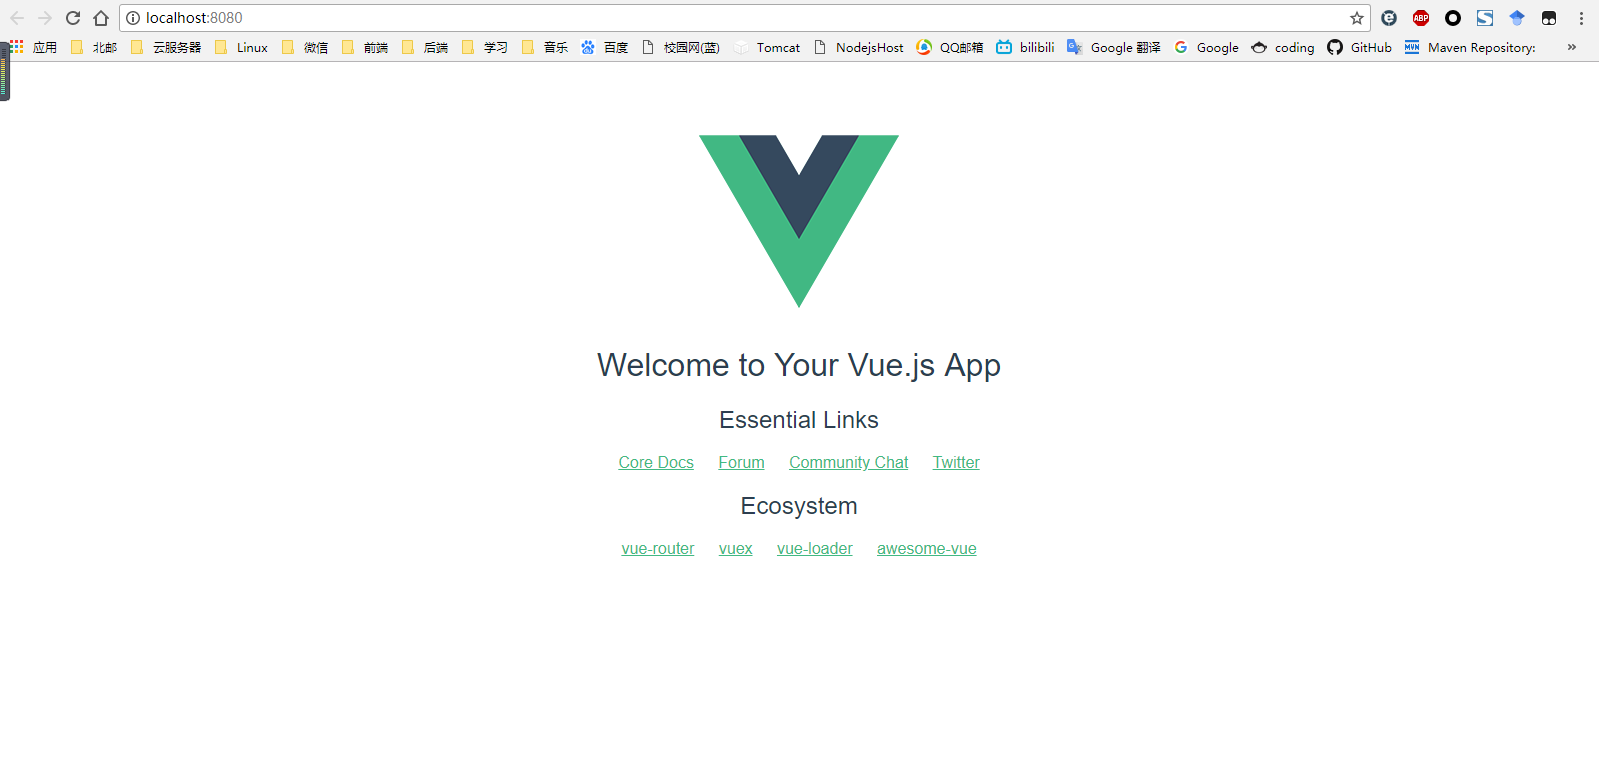 localhost:8080
ABP
应用 北邮 云服务器 Linux 微信 前端 后端 学习 音乐 百度 校园网(蓝) Tomcat NodejsHost QQ邮箱 bilibili Google 翻译 Google coding GitHub MVN Maven Repository: »
Welcome to Your Vue.js App
Essential Links
Core Docs Forum Community Chat Twitter
Ecosystem
vue-router vuex vue-loader awesome-vue